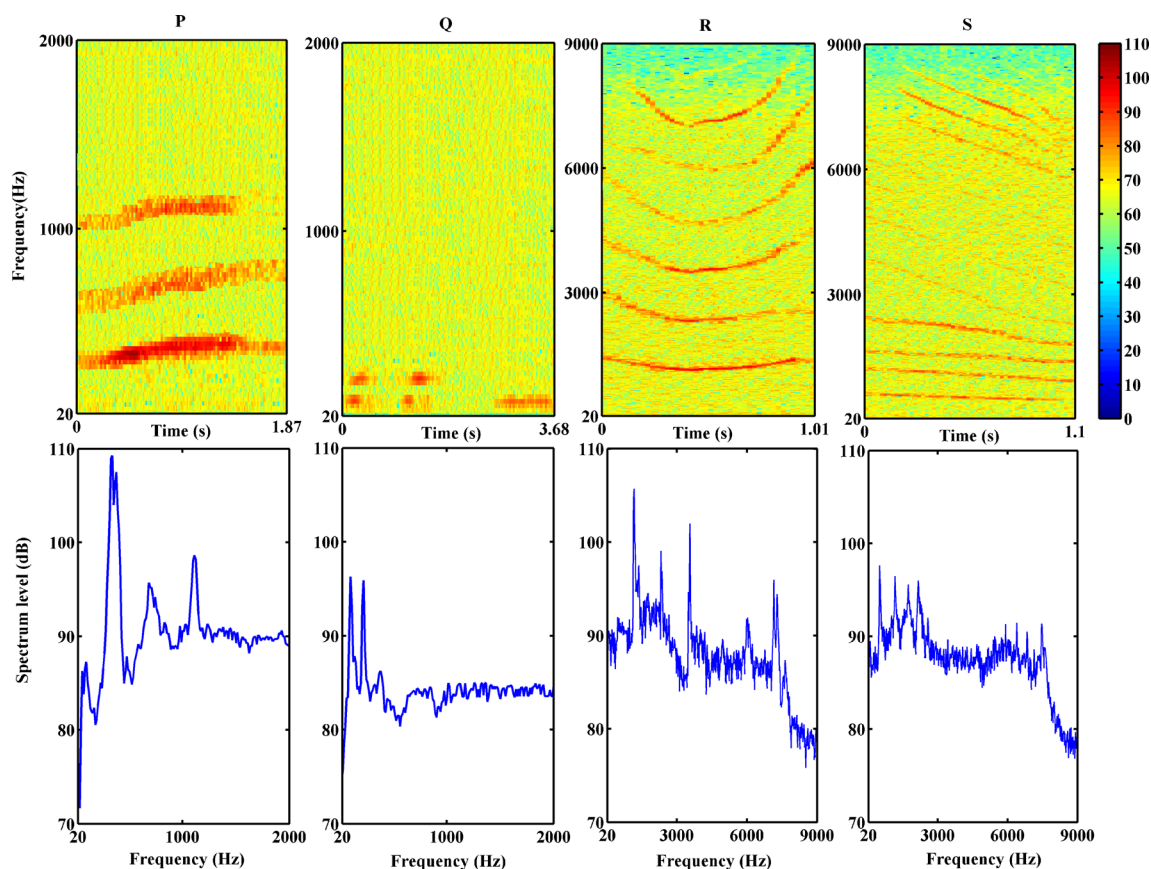 P Q R S
2000 2000 9000 9000 110
100
90
6000 6000 80
70
Frequency(Hz)
1000 1000 60
50
3000 3000 40
30
20
10
20 20 20 20 0
Time (s) 1.87 Time (s) 3.68 0 Time (s) 1.01 0 Time (s) 1.1
110 110 110 110
100 100 100 100
Spectrum level (dB)
90 90 90 90
80 80 80 80
70 70 70 70
20 1000 2000 20 1000 2000 20 3000 6000 9000 20 3000 6000 9000
Frequency (Hz) Frequency (Hz) Frequency (Hz) Frequency (Hz)